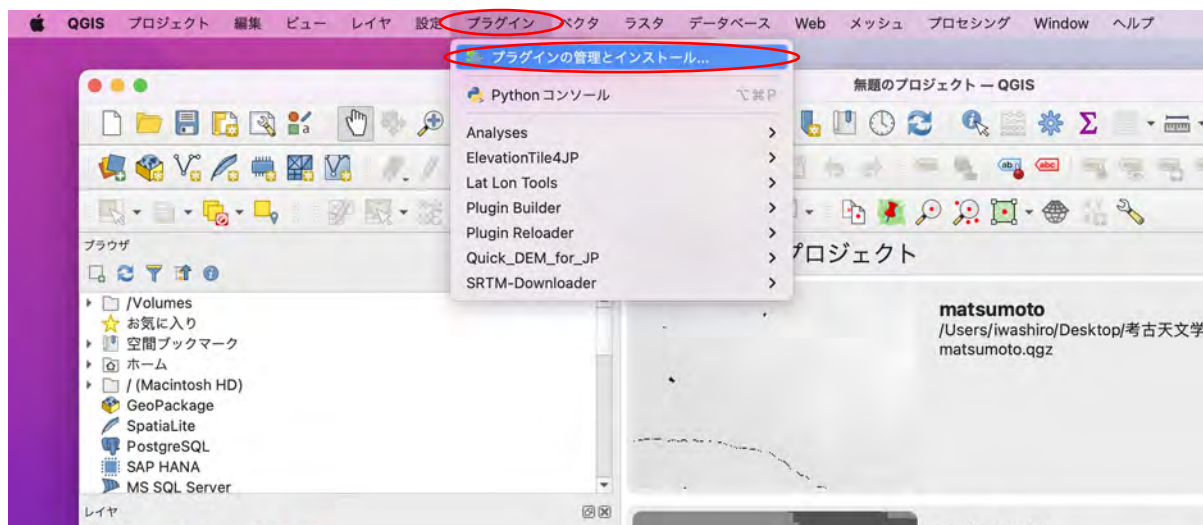 QGIS プロジェクト 編集 ビュー レイヤ 設定 プラグイン ベクタ ラスタ データベース Web メッシュ プロセシング Window ヘルプ
プラグインの管理とインストール...
Python コンソール ⌥⌘P
Analyses
ElevationTile4JP
Lat Lon Tools
Plugin Builder
Plugin Reloader
Quick_DEM_for_JP
SRTM-Downloader
無題のプロジェクト — QGIS
ブラウザ
/Volumes
お気に入り
空間ブックマーク
ホーム
/ (Macintosh HD)
GeoPackage
SpatiaLite
PostgreSQL
SAP HANA
MS SQL Server
レイヤ
プロジェクト
matsumoto
/Users/iwashiro/Desktop/考古天文学
matsumoto.qgz